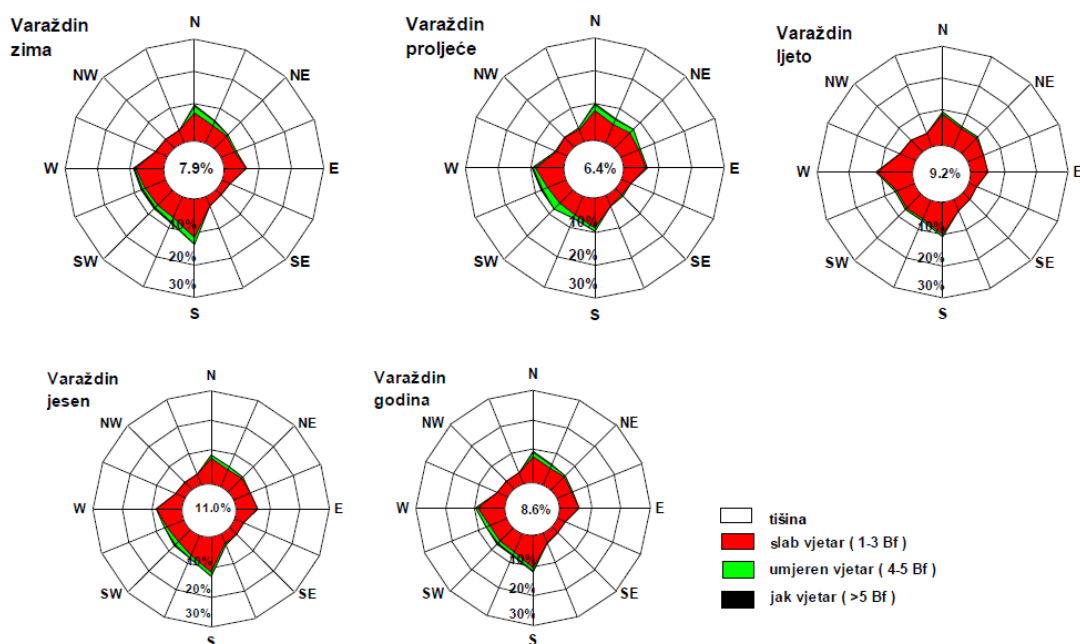 Varaždin
zima
N
NW
NE
W
7.9%
E
10%
SW
20%
SE
30%
S
Varaždin
proljeće
N
NW
NE
W
6.4%
E
10%
SW
20%
SE
30%
S
Varaždin
ljeto
N
NW
NE
W
9.2%
E
10%
SW
20%
SE
30%
S
Varaždin
jesen
N
NW
NE
W
11.0%
E
10%
SW
20%
SE
30%
S
Varaždin
godina
N
NW
NE
W
8.6%
E
10%
SW
20%
SE
30%
S
tišina
slab vjetar ( 1-3 Bf )
umjeren vjetar ( 4-5 Bf )
jak vjetar ( >5 Bf )